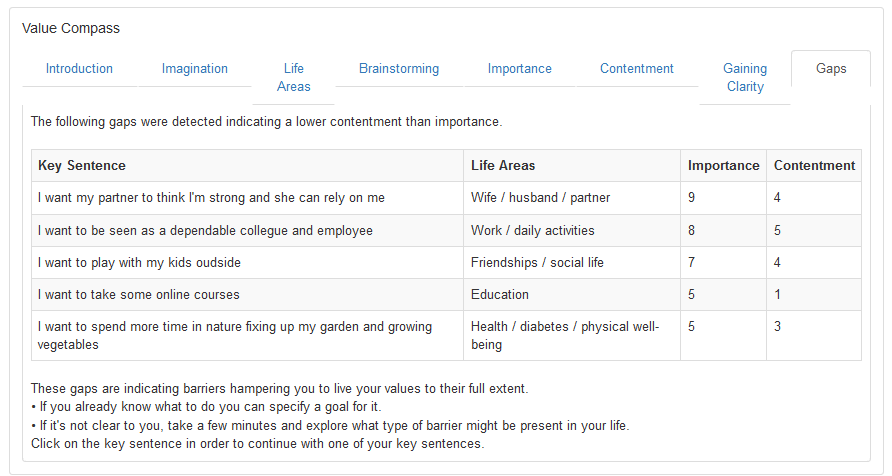 Value Compass
Introduction
Imagination
Life
Areas
Brainstorming
Importance
Contentment
Gaining
Clarity
Gaps
The following gaps were detected indicating a lower contentment than importance.
Key Sentence Life Areas Importance Contentment
I want my partner to think I'm strong and she can rely on me Wife / husband / partner 9 4
I want to be seen as a dependable collegue and employee Work / daily activities 8 5
I want to play with my kids oudside Friendships / social life 7 4
I want to take some online courses Education 5 1
I want to spend more time in nature fixing up my garden and growing
vegetables
Health / diabetes / physical well-
being
5 3
These gaps are indicating barriers hampering you to live your values to their full extent.
• If you already know what to do you can specify a goal for it.
• If it's not clear to you, take a few minutes and explore what type of barrier might be present in your life.
Click on the key sentence in order to continue with one of your key sentences.